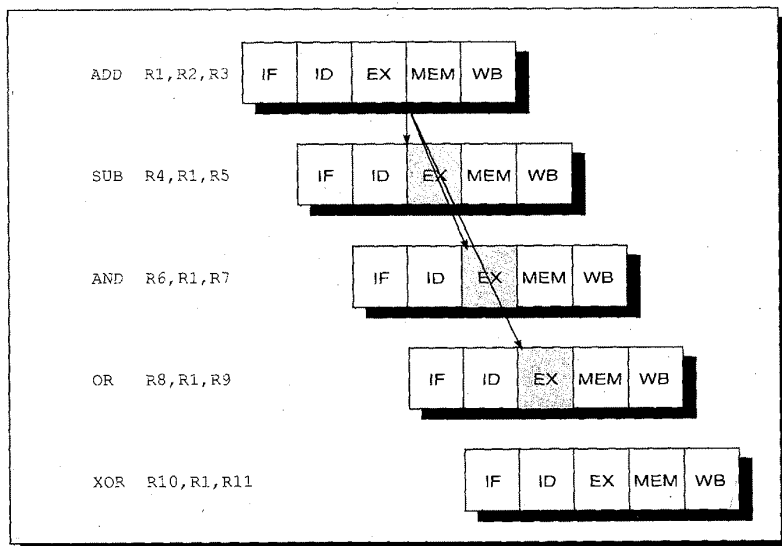 ADD R1,R2,R3 IF ID EX MEM WB
SUB R4,R1,R5 IF ID EX MEM WB
AND R6,R1,R7 IF ID EX MEM WB
OR R8,R1,R9 IF ID EX MEM WB
XOR R10,R1,R11 IF ID EX MEM WB